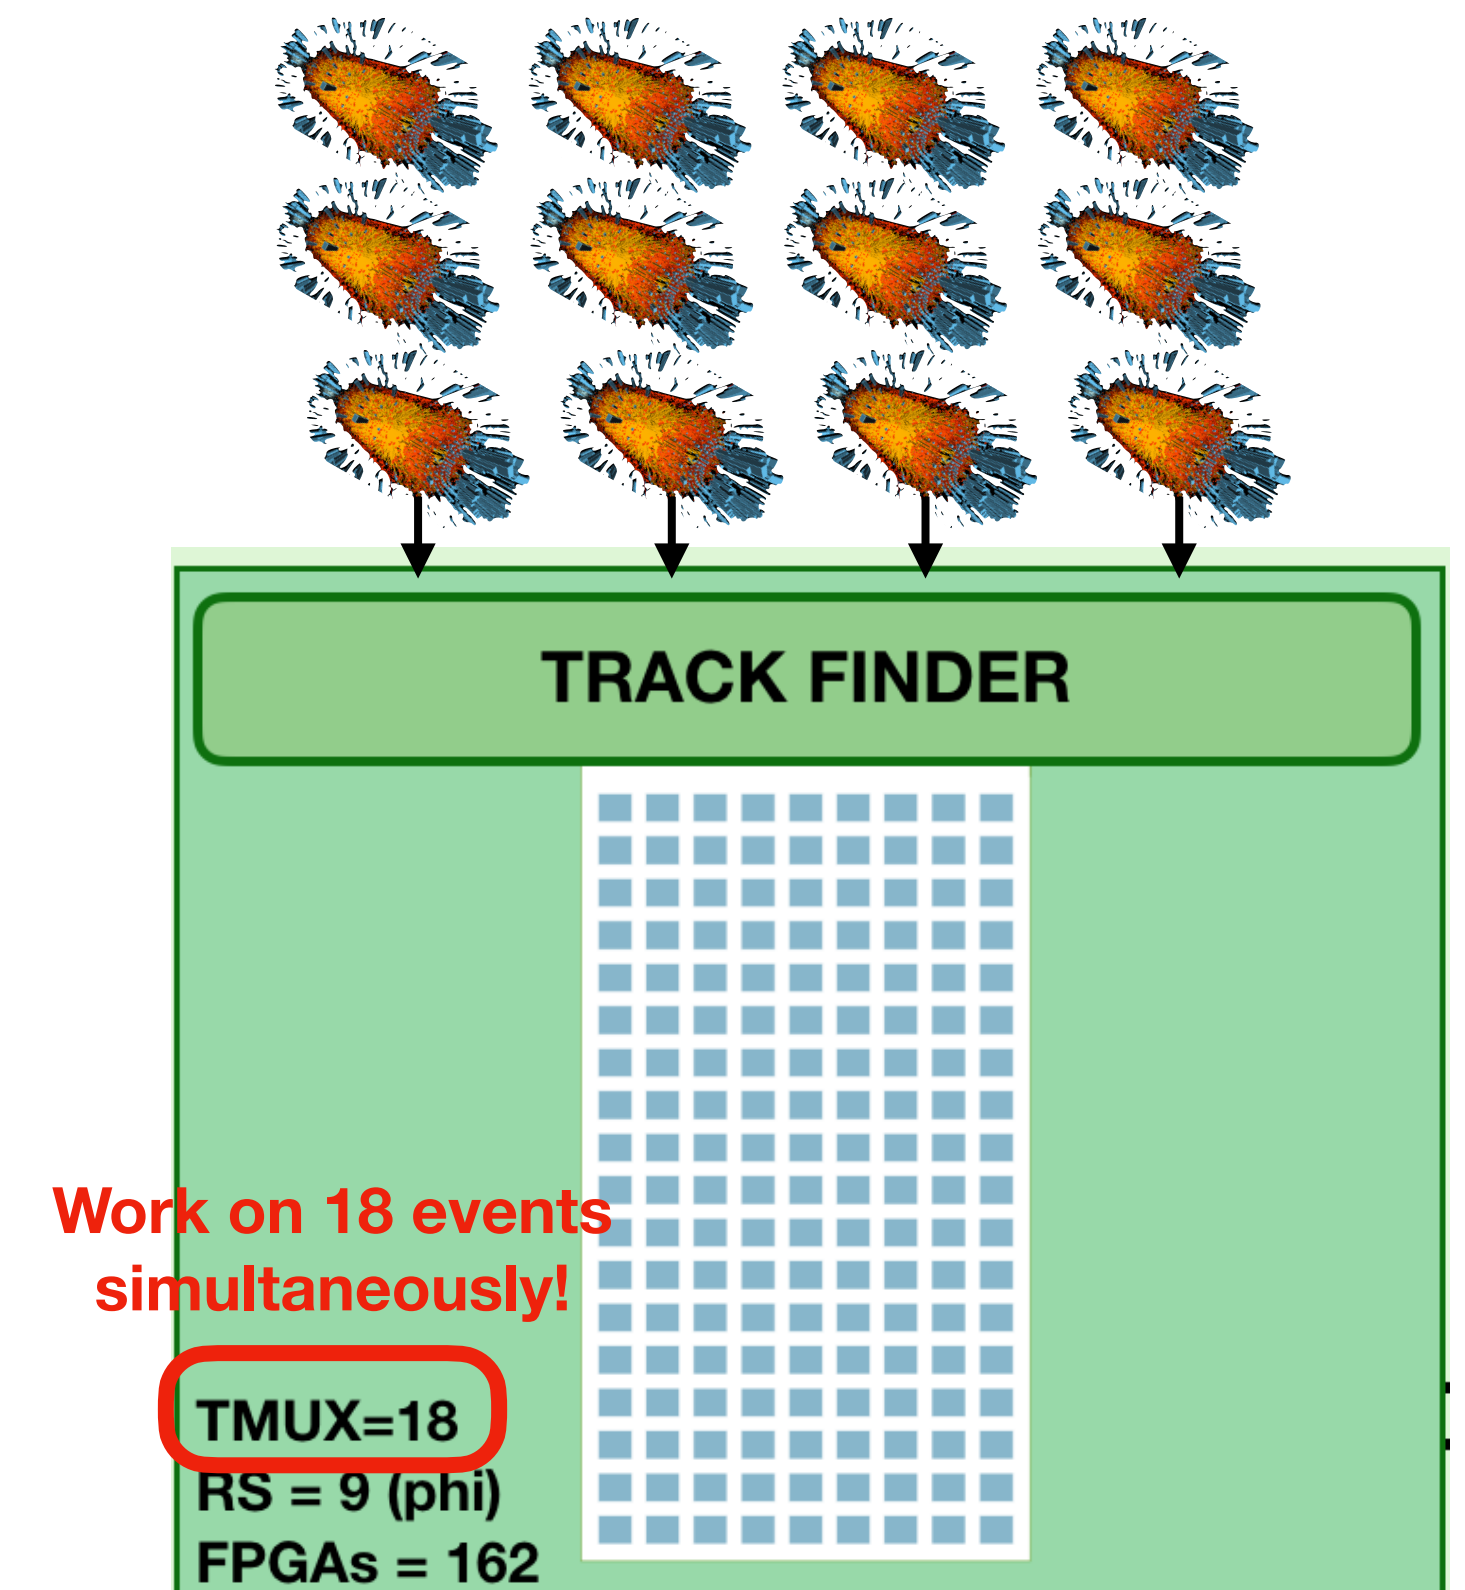 TRACK FINDER
Work on 18 events
simultaneously!
TMUX=18
RS = 9 (phi)
FPGAs = 162